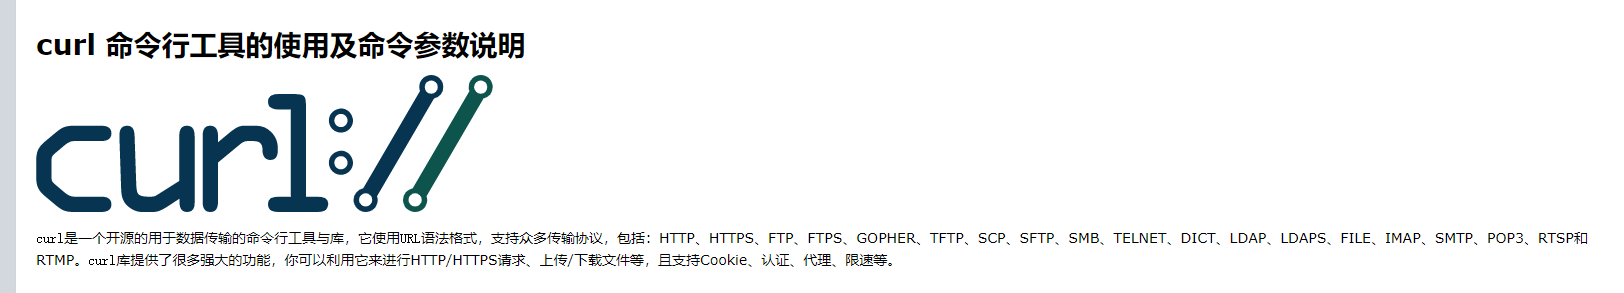 curl 命令行工具的使用及命令参数说明
curl://
curl是一个开源的用于数据传输的命令行工具与库，它使用URL语法格式，支持众多传输协议，包括：HTTP、HTTPS、FTP、FTPS、GOPHER、TFTP、SCP、SFTP、SMB、TELNET、DICT、LDAP、LDAPS、FILE、IMAP、SMTP、POP3、RTSP和
RTMP。curl库提供了很多强大的功能，你可以利用它来进行HTTP/HTTPS请求、上传/下载文件等，且支持Cookie、认证、代理、限速等。